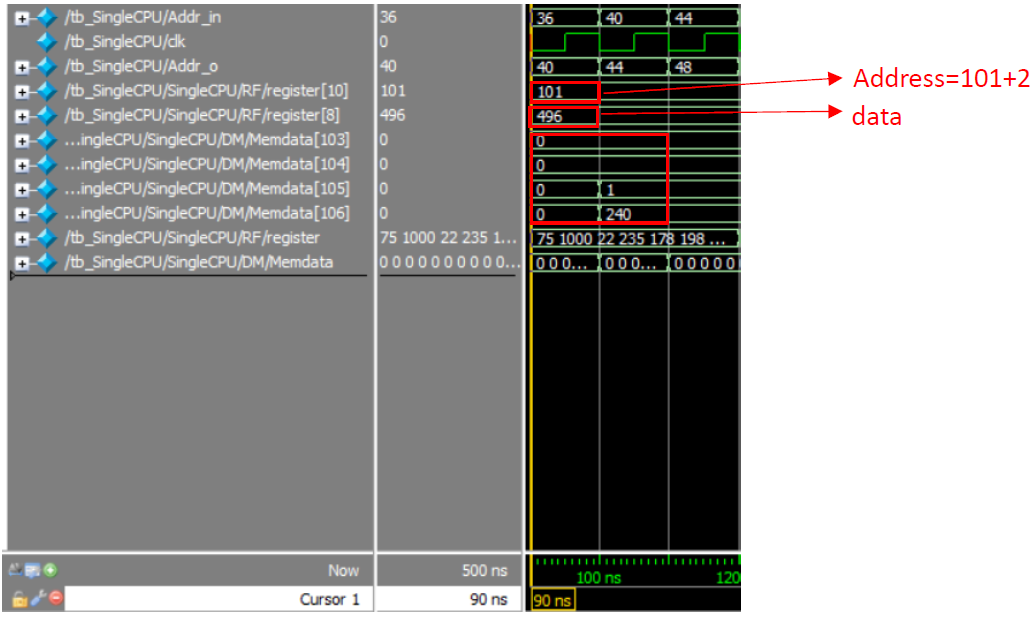 /tb_SingleCPU/Addr_in 36 36 40 44
/tb_SingleCPU/clk 0
/tb_SingleCPU/Addr_o 40 40 44 48
/tb_SingleCPU/SingleCPU/RF/register[10] 101 101 Address=101+2
/tb_SingleCPU/SingleCPU/RF/register[8] 496 496 data
...ingleCPU/SingleCPU/DM/Memdata[103] 0 0
...ingleCPU/SingleCPU/DM/Memdata[104] 0 0
...ingleCPU/SingleCPU/DM/Memdata[105] 0 0 1
...ingleCPU/SingleCPU/DM/Memdata[106] 0 0 240
/tb_SingleCPU/SingleCPU/RF/register 75 1000 22 235 1... 75 1000 22 235 178 198 ...
/tb_SingleCPU/SingleCPU/DM/Memdata 0 0 0 0 0 0 0 0 0 0... 0 0 0... 0 0 0... 0 0 0 0 0
Now 500 ns 100 ns 120
Cursor 1 90 ns 90 ns